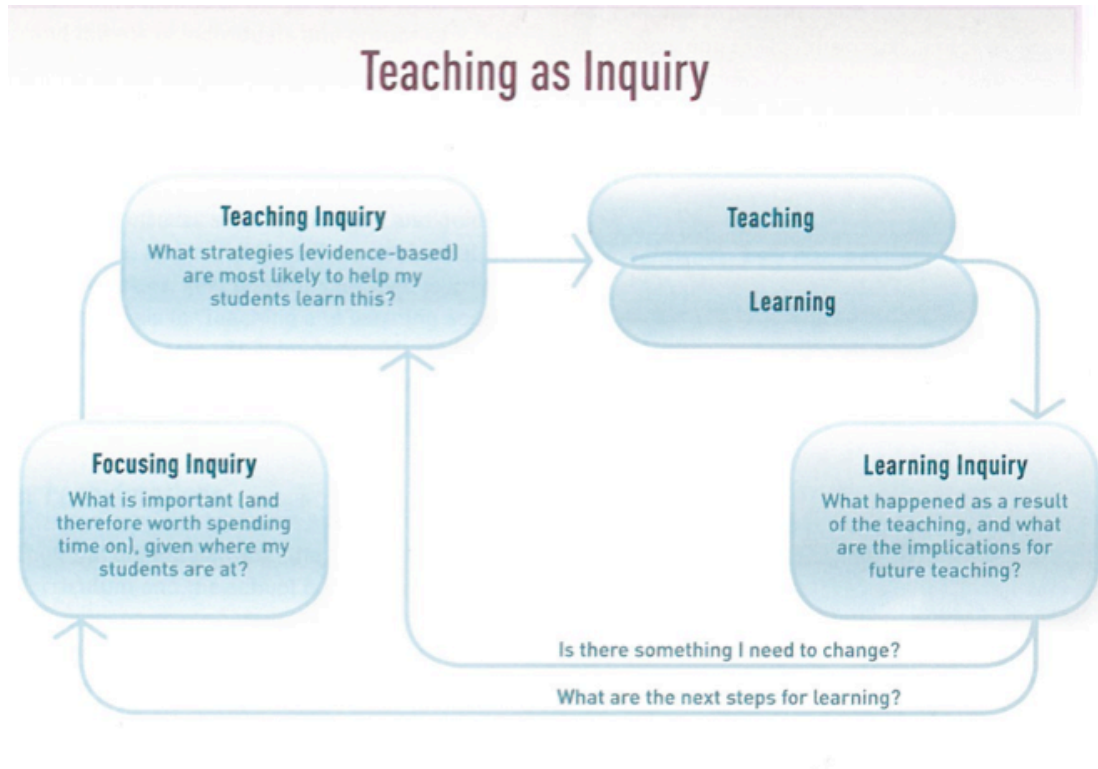 Teaching as Inquiry
Teaching Inquiry
What strategies (evidence-based)
are most likely to help my
students learn this?
Teaching
Learning
Focusing Inquiry
What is important (and
therefore worth spending
time on), given where my
students are at?
Learning Inquiry
What happened as a result
of the teaching, and what
are the implications for
future teaching?
Is there something I need to change?
What are the next steps for learning?